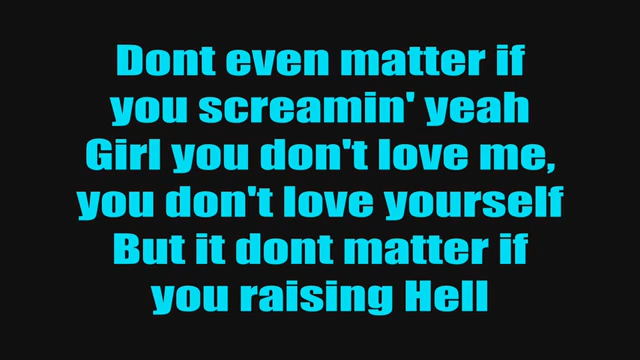 Dont even matter if
you screamin' yeah
Girl you don't love me,
you don't love yourself
But it dont matter if
you raising Hell